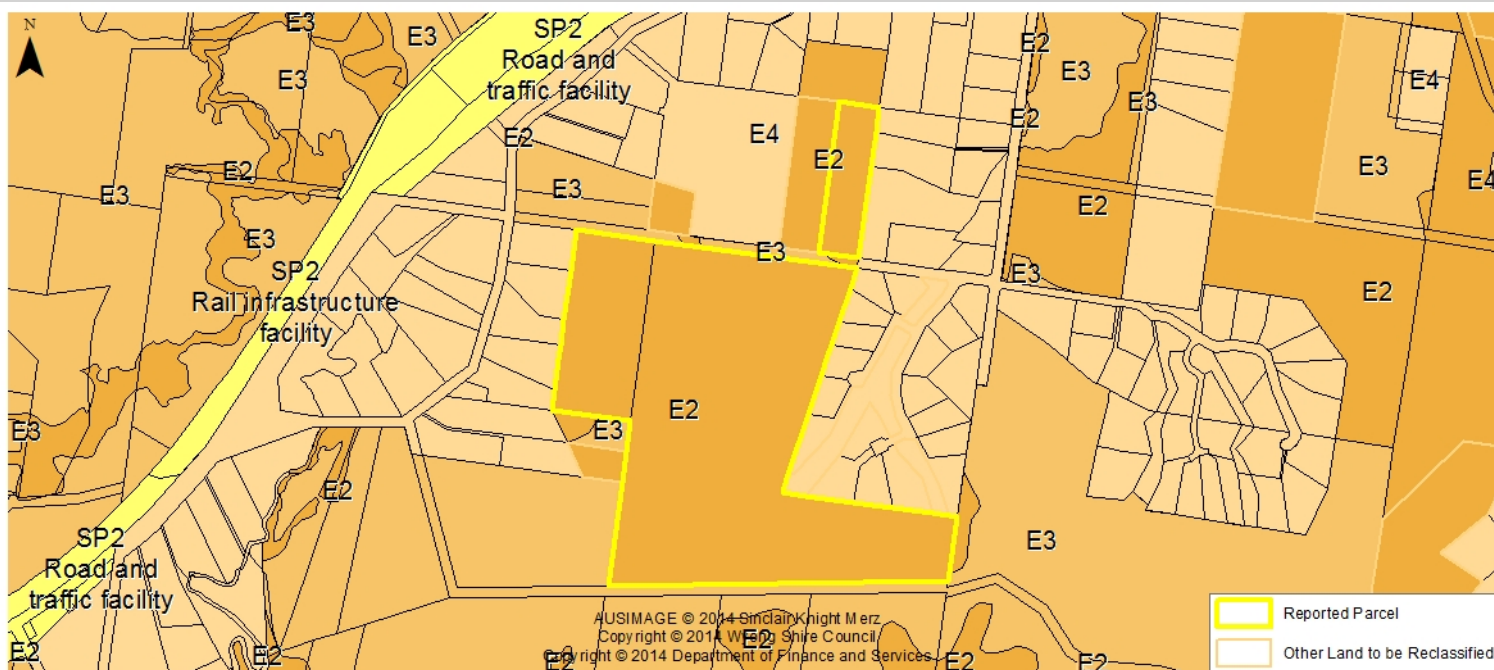 N
E3
E3
SP2
Road and
traffic facility
E2
E3
E4
E3
E3
E3
E2
E4
E2
E2
E2
E3
E3
E4
E3
E2
E3
E2
E3
SP2
Rail infrastructure
facility
E3
E3
E2
E2
E3
E3
E2
E3
SP2
Road and
traffic facility
AUSIMAGE © 2014 Sinclair Knight Merz
Copyright © 2014 Wyong Shire Council
Copyright © 2014 Department of Finance and Services
E2
E2
E2
E2
E2
E2
Reported Parcel
Other Land to be Reclassified